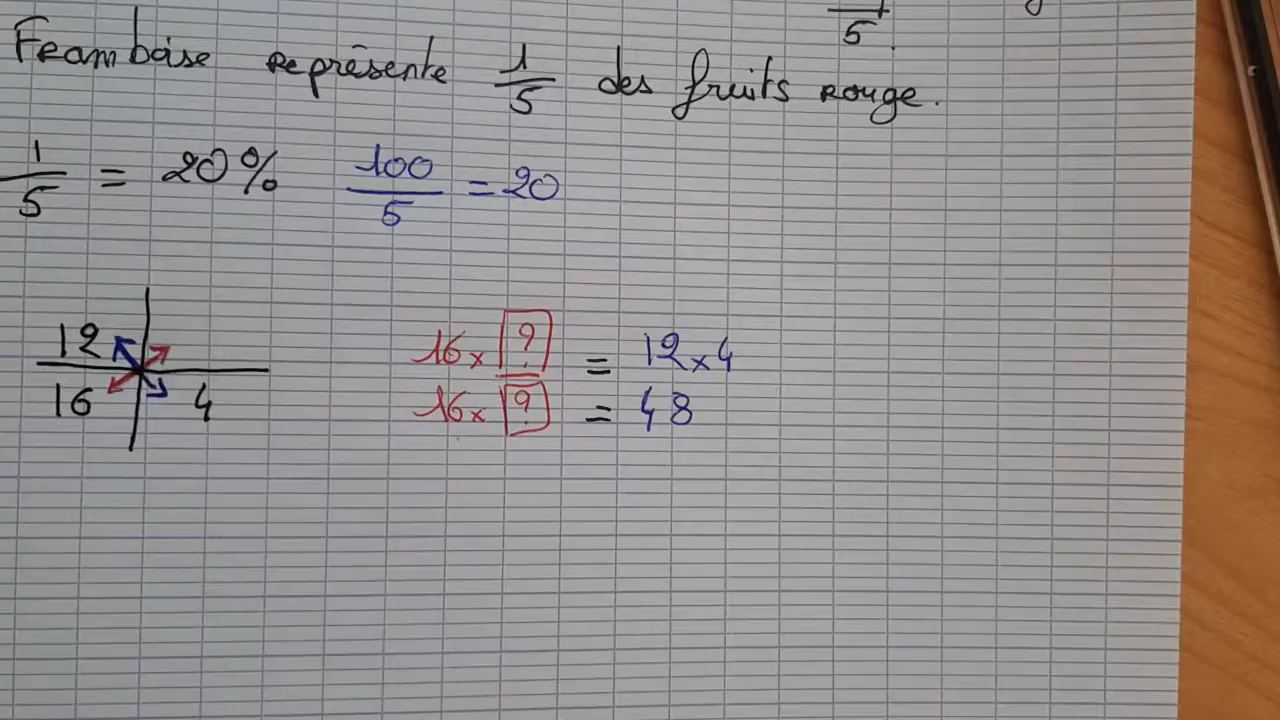 5.
Framboise représente 1/5 des fruits rouge.
1/5 = 20% 100/5 = 20
12
16 4
16 x ? = 12 x 4
16 x ? = 48